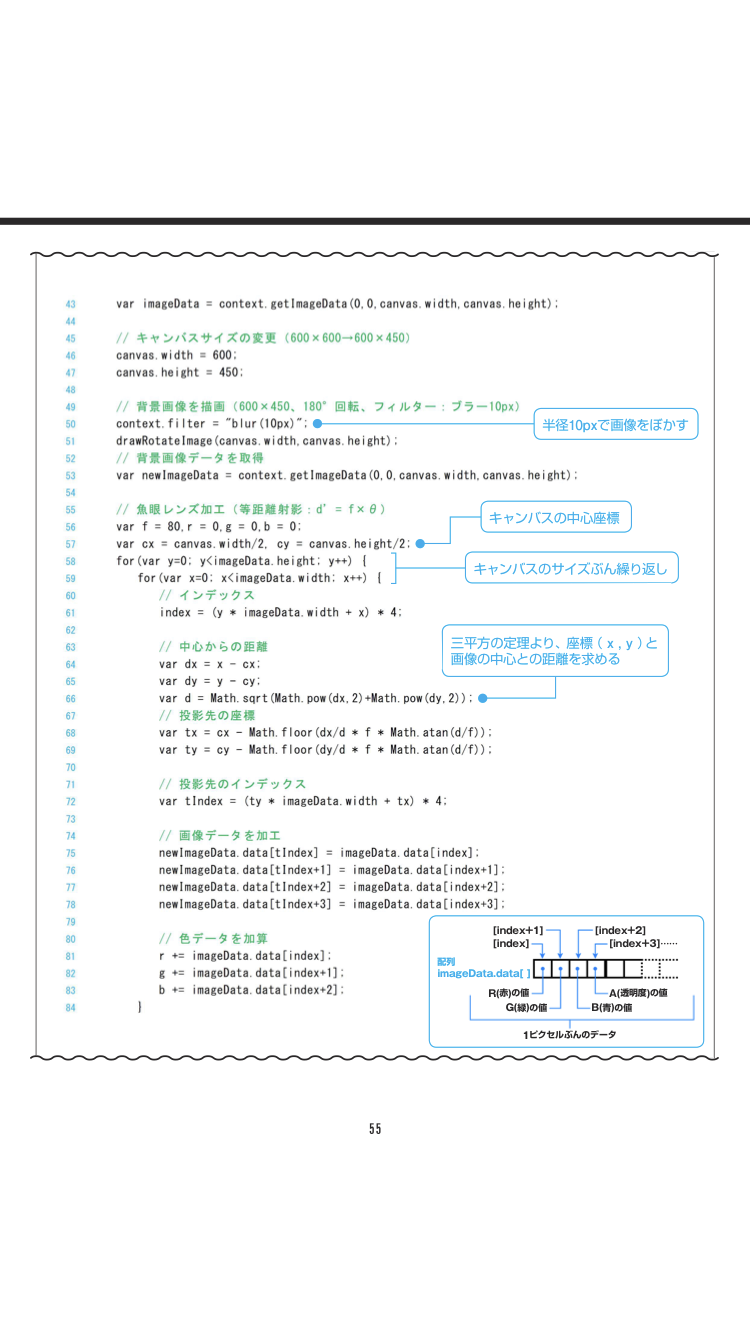 43 var imageData = context.getImageData(0,0,canvas.width,canvas.height);
44
45 // キャンバスサイズの変更（600×600→600×450）
46 canvas.width = 600;
47 canvas.height = 450;
48
49 // 背景画像を描画（600×450、180°回転、フィルター：ブラー10px）
50 context.filter = "blur(10px)";
半径10pxで画像をぼかす
51 drawRotateImage(canvas.width,canvas.height);
52 // 背景画像データを取得
53 var newImageData = context.getImageData(0,0,canvas.width,canvas.height);
54
55 // 魚眼レンズ加工（等距離射影：d' = f×θ）
56 var f = 80,r = 0,g = 0,b = 0;
キャンバスの中心座標
57 var cx = canvas.width/2, cy = canvas.height/2;
58 for(var y=0; y<imageData.height; y++) {
キャンバスのサイズぶん繰り返し
59 for(var x=0; x<imageData.width; x++) {
60 // インデックス
61 index = (y * imageData.width + x) * 4;
62
63 // 中心からの距離
三平方の定理より、座標（x,y）と
画像の中心との距離を求める
64 var dx = x - cx;
65 var dy = y - cy;
66 var d = Math.sqrt(Math.pow(dx,2)+Math.pow(dy,2));
67 // 投影先の座標
68 var tx = cx - Math.floor(dx/d * f * Math.atan(d/f));
69 var ty = cy - Math.floor(dy/d * f * Math.atan(d/f));
70
71 // 投影先のインデックス
72 var tIndex = (ty * imageData.width + tx) * 4;
73
74 // 画像データを加工
75 newImageData.data[tIndex] = imageData.data[index];
76 newImageData.data[tIndex+1] = imageData.data[index+1];
77 newImageData.data[tIndex+2] = imageData.data[index+2];
78 newImageData.data[tIndex+3] = imageData.data[index+3];
79
80 // 色データを加算
81 r += imageData.data[index];
82 g += imageData.data[index+1];
83 b += imageData.data[index+2];
84 }
[index+1] [index+2]
[index] [index+3]……
配列
imageData.data[ ]
R(赤)の値 A(透明度)の値
G(緑)の値 B(青)の値
1ピクセルぶんのデータ
55